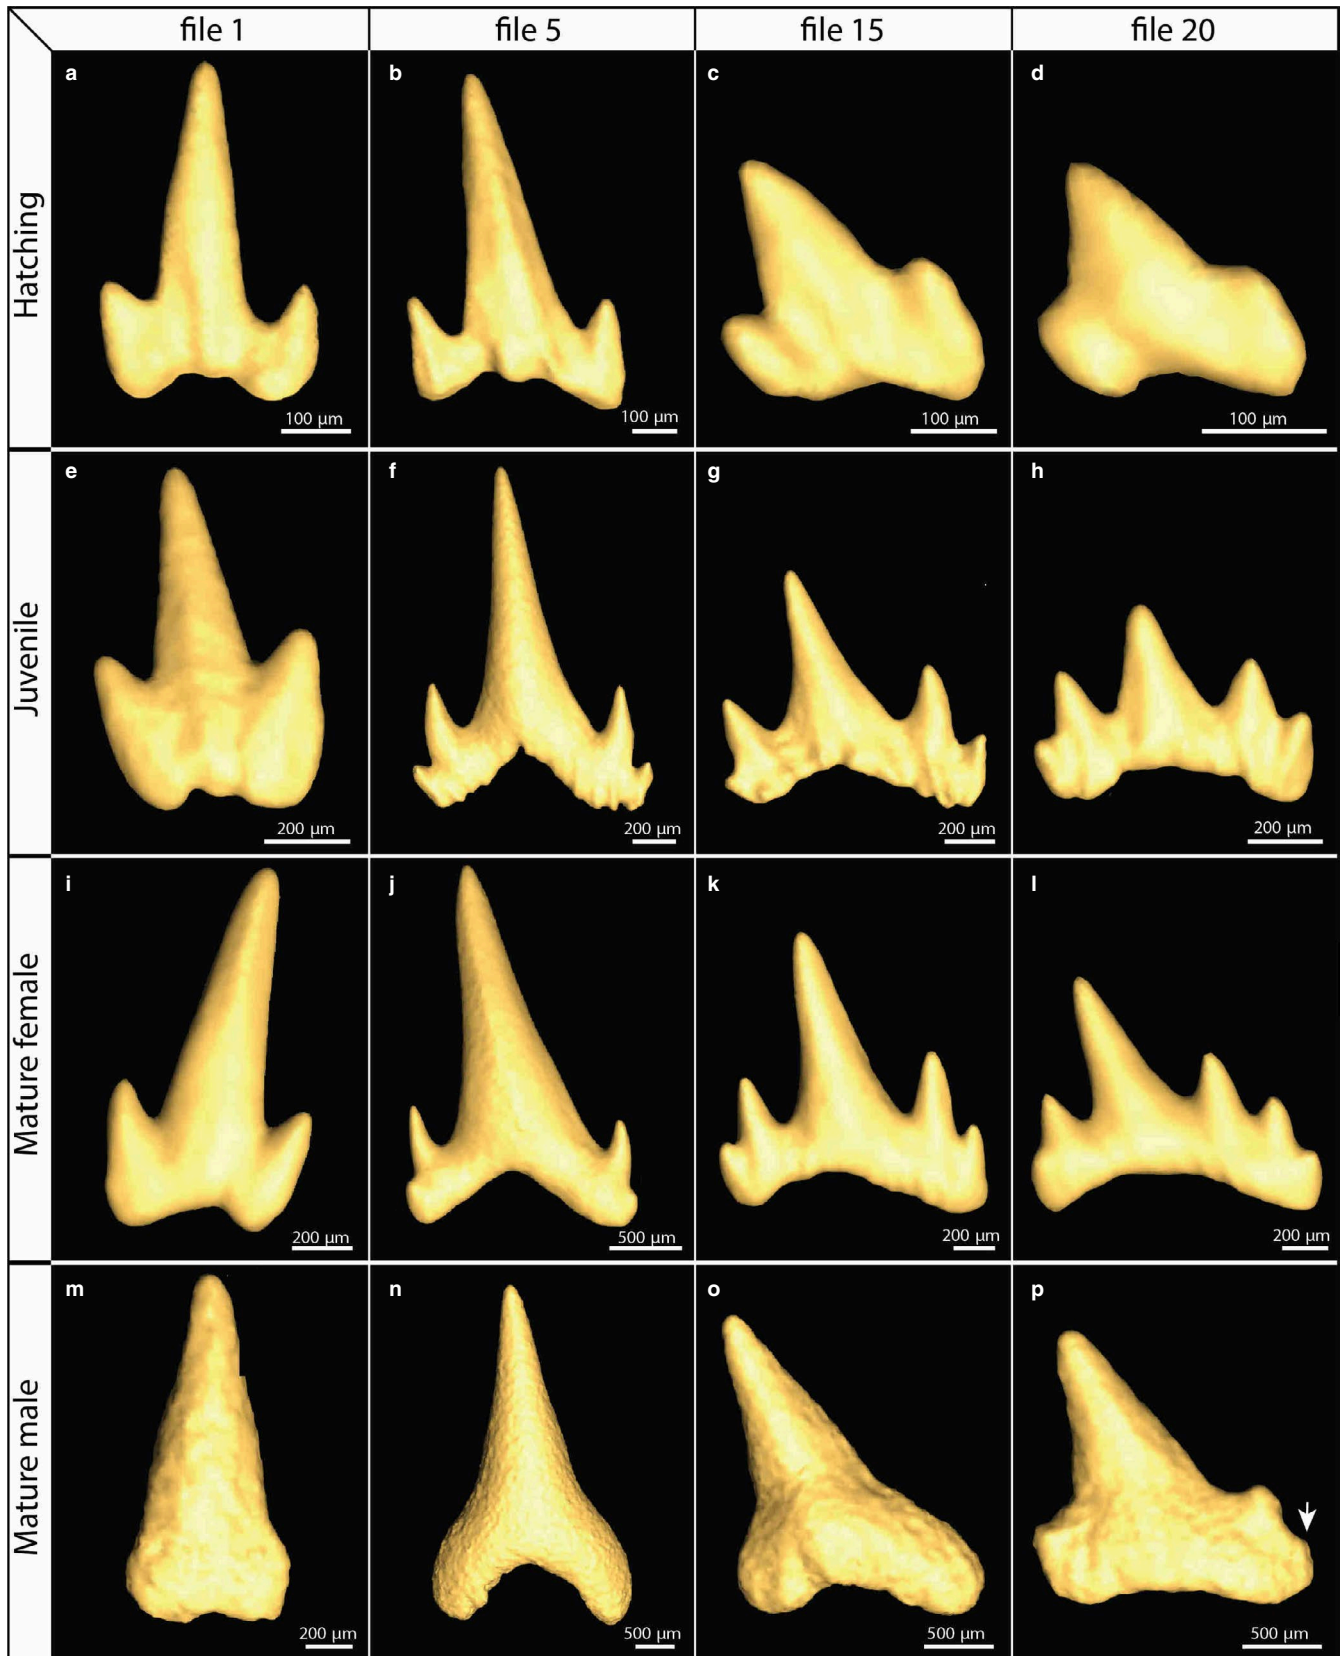 file 1 file 5 file 15 file 20
Hatching
a b c d
100 µm 100 µm 100 µm 100 µm
Juvenile
e f g h
200 µm 200 µm 200 µm 200 µm
Mature female
i j k l
200 µm 500 µm 200 µm 200 µm
Mature male
m n o p
200 µm 500 µm 500 µm 500 µm